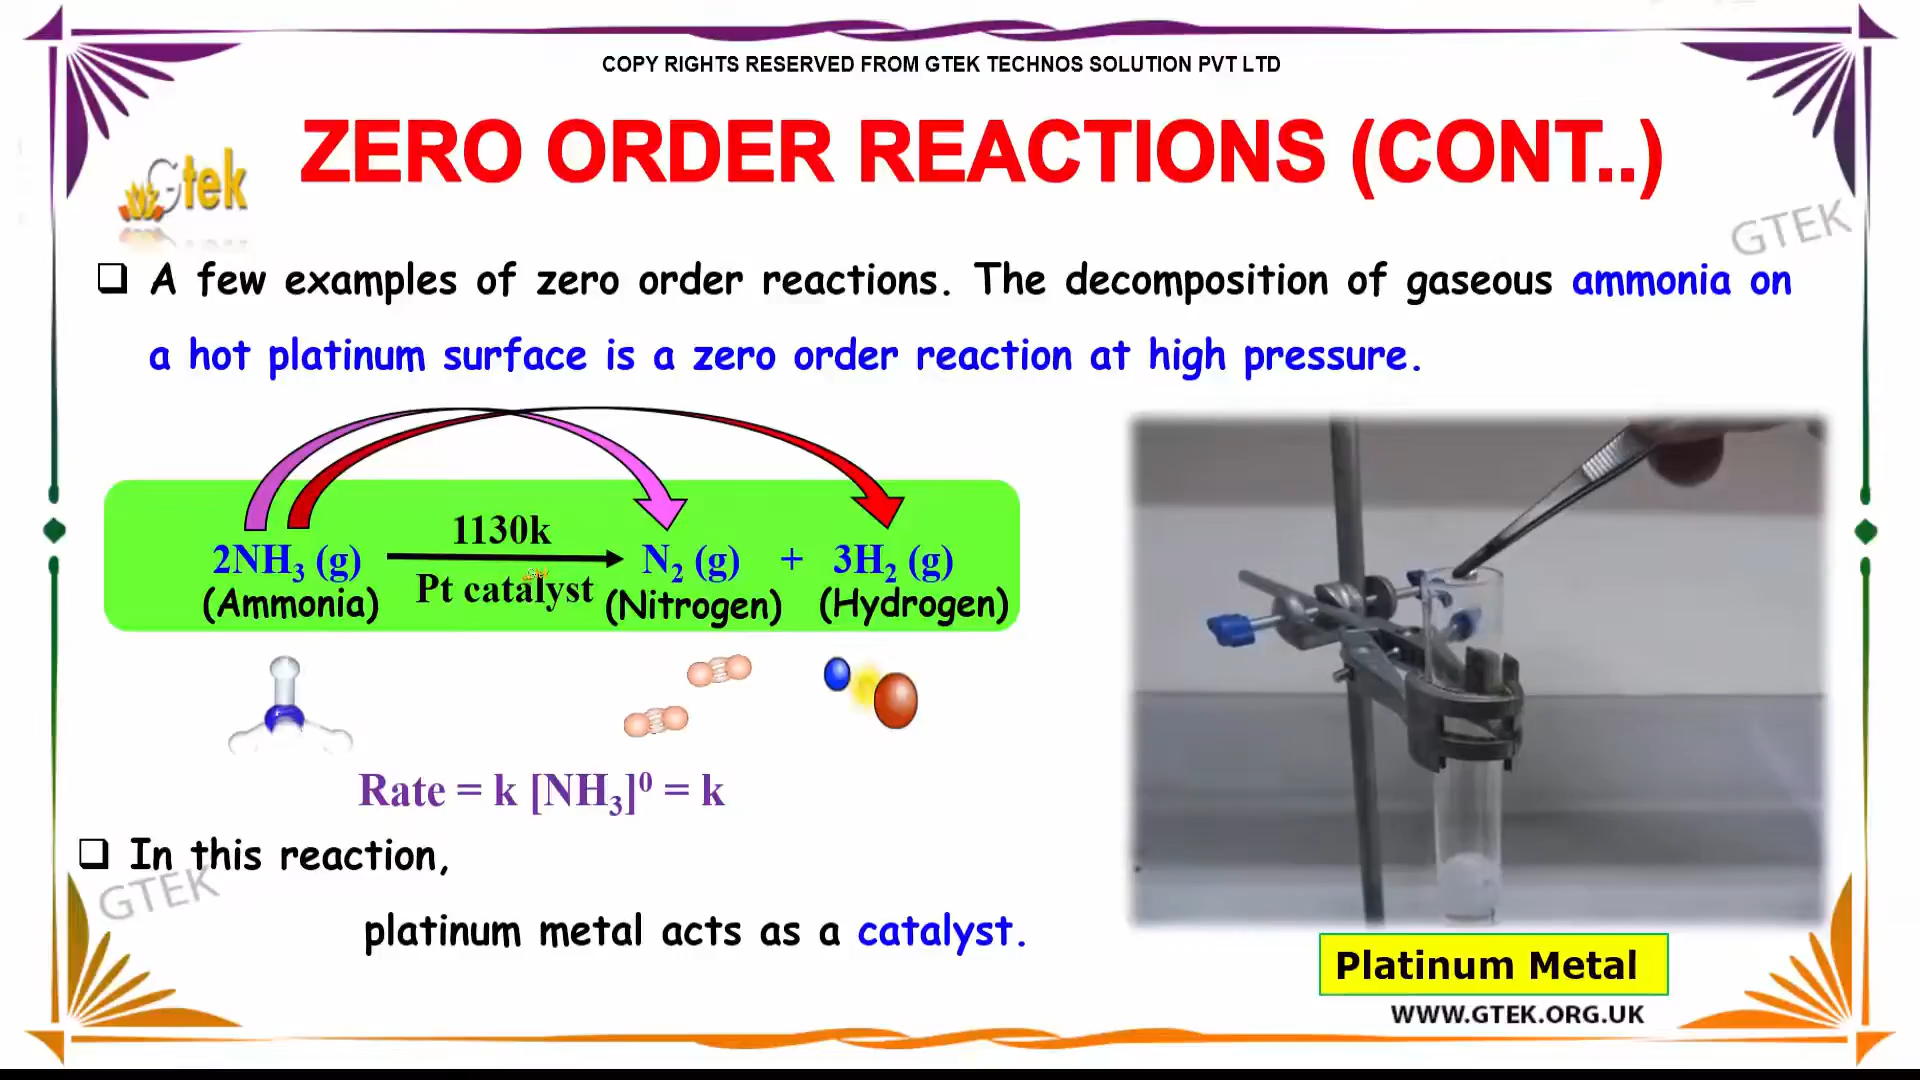 COPY RIGHTS RESERVED FROM GTEK TECHNOS SOLUTION PVT LTD
Gtek
ZERO ORDER REACTIONS (CONT..)
GTEK
❑ A few examples of zero order reactions. The decomposition of gaseous ammonia on
a hot platinum surface is a zero order reaction at high pressure.
1130k
2NH₃ (g) → N₂ (g) + 3H₂ (g)
Pt catalyst
(Ammonia) (Nitrogen) (Hydrogen)
Rate = k [NH₃]⁰ = k
❑ In this reaction,
GTEK
platinum metal acts as a catalyst.
Platinum Metal
WWW.GTEK.ORG.UK